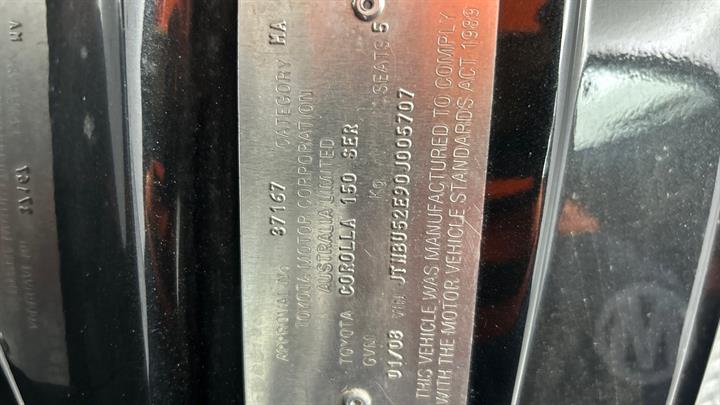 APPROVAL No. 37167 CATEGORY MA
TOYOTA MOTOR CORPORATION
AUSTRALIA LIMITED
TOYOTA COROLLA 150 SER
GVM Kg SEATS 5
01/08 VIN JTNBU52E90J005707
THIS VEHICLE WAS MANUFACTURED TO COMPLY
WITH THE MOTOR VEHICLE STANDARDS ACT 1989
M